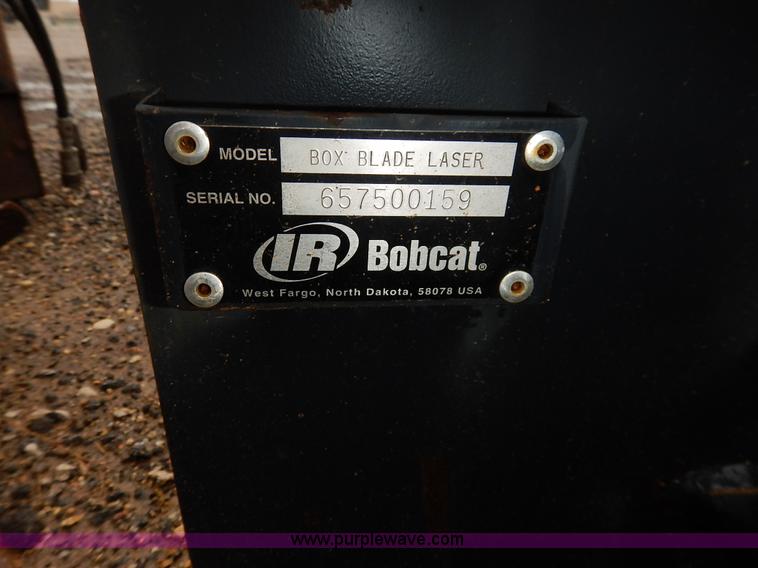 MODEL BOX BLADE LASER
SERIAL NO. 657500159
IR Bobcat®
West Fargo, North Dakota, 58078 USA
www.purplewave.com